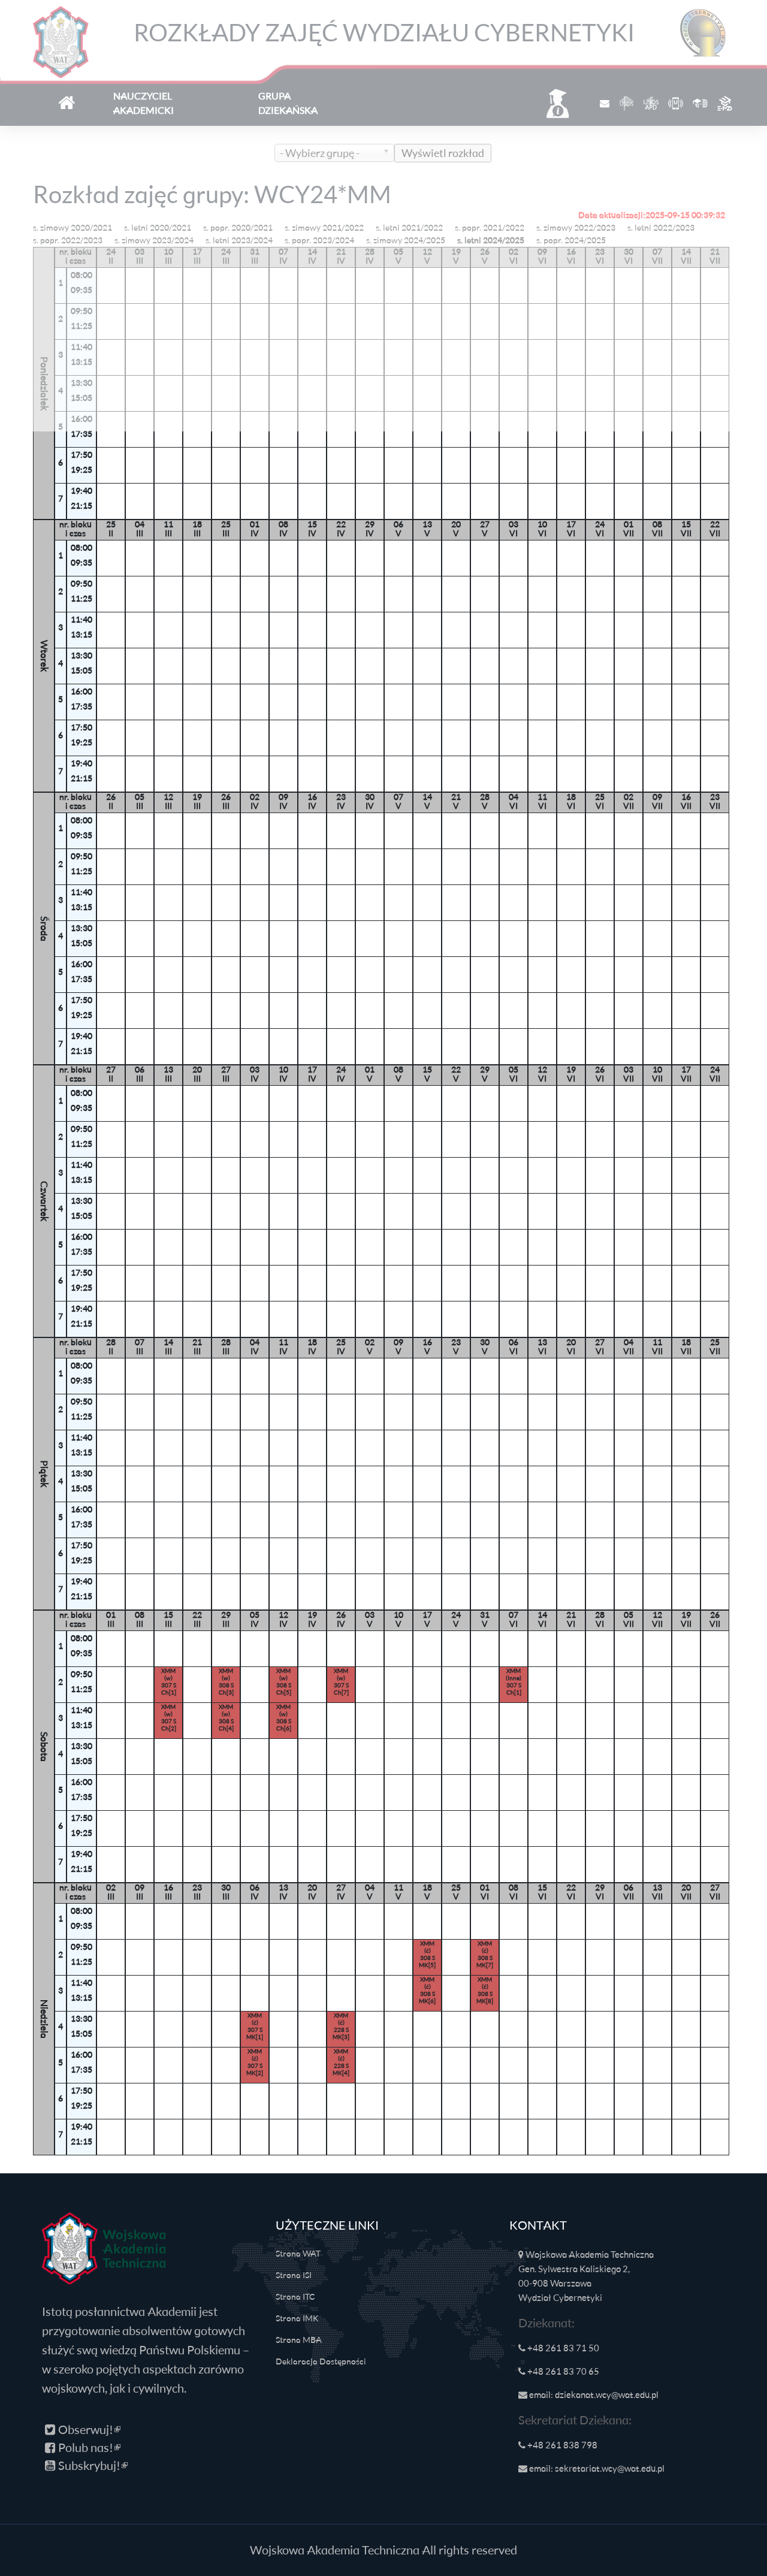 ROZKŁADY ZAJĘĆ WYDZIAŁU CYBERNETYKI
WAT
NAUCZYCIEL AKADEMICKI
GRUPA DZIEKAŃSKA
- Wybierz grupę -
Wyświetl rozkład
Rozkład zajęć grupy: WCY24*MM
Data aktualizacji:2025-09-15 00:39:32
s. zimowy 2020/2021 s. letni 2020/2021 s. popr. 2020/2021 s. zimowy 2021/2022 s. letni 2021/2022 s. popr. 2021/2022 s. zimowy 2022/2023 s. letni 2022/2023
s. popr. 2022/2023 s. zimowy 2023/2024 s. letni 2023/2024 s. popr. 2023/2024 s. zimowy 2024/2025 s. letni 2024/2025 s. popr. 2024/2025
Poniedziałek
nr. bloku 24 03 10 17 24 31 07 14 21 28 05 12 19 26 02 09 16 23 30 07 14 21
i czas II III III III III III IV IV IV IV V V V V VI VI VI VI VI VII VII VII
1 08:00 09:35
2 09:50 11:25
3 11:40 13:15
4 13:30 15:05
5 16:00 17:35
6 17:50 19:25
7 19:40 21:15
Wtorek
nr. bloku 25 04 11 18 25 01 08 15 22 29 06 13 20 27 03 10 17 24 01 08 15 22
i czas II III III III III IV IV IV IV IV V V V V VI VI VI VI VII VII VII VII
1 08:00 09:35
2 09:50 11:25
3 11:40 13:15
4 13:30 15:05
5 16:00 17:35
6 17:50 19:25
7 19:40 21:15
Środa
nr. bloku 26 05 12 19 26 02 09 16 23 30 07 14 21 28 04 11 18 25 02 09 16 23
i czas II III III III III IV IV IV IV IV V V V V VI VI VI VI VII VII VII VII
1 08:00 09:35
2 09:50 11:25
3 11:40 13:15
4 13:30 15:05
5 16:00 17:35
6 17:50 19:25
7 19:40 21:15
Czwartek
nr. bloku 27 06 13 20 27 03 10 17 24 01 08 15 22 29 05 12 19 26 03 10 17 24
i czas II III III III III IV IV IV IV V V V V V VI VI VI VI VII VII VII VII
1 08:00 09:35
2 09:50 11:25
3 11:40 13:15
4 13:30 15:05
5 16:00 17:35
6 17:50 19:25
7 19:40 21:15
Piątek
nr. bloku 28 07 14 21 28 04 11 18 25 02 09 16 23 30 06 13 20 27 04 11 18 25
i czas II III III III III IV IV IV IV V V V V V VI VI VI VI VII VII VII VII
1 08:00 09:35
2 09:50 11:25
3 11:40 13:15
4 13:30 15:05
5 16:00 17:35
6 17:50 19:25
7 19:40 21:15
Sobota
nr. bloku 01 08 15 22 29 05 12 19 26 03 10 17 24 31 07 14 21 28 05 12 19 26
i czas III III III III III IV IV IV IV V V V V V VI VI VI VI VII VII VII VII
1 08:00 09:35
2 09:50 11:25
XMM (w) 307 S Ch[1]
XMM (w) 308 S Ch[3]
XMM (w) 308 S Ch[5]
XMM (w) 307 S Ch[7]
XMM (inne) 307 S Ch[1]
3 11:40 13:15
XMM (w) 307 S Ch[2]
XMM (w) 308 S Ch[4]
XMM (w) 308 S Ch[6]
4 13:30 15:05
5 16:00 17:35
6 17:50 19:25
7 19:40 21:15
Niedziela
nr. bloku 02 09 16 23 30 06 13 20 27 04 11 18 25 01 08 15 22 29 06 13 20 27
i czas III III III III III IV IV IV IV V V V V VI VI VI VI VI VII VII VII VII
1 08:00 09:35
2 09:50 11:25
XMM (ć) 308 S MK[5]
XMM (ć) 308 S MK[7]
3 11:40 13:15
XMM (ć) 308 S MK[6]
XMM (ć) 308 S MK[8]
4 13:30 15:05
XMM (ć) 307 S MK[1]
XMM (ć) 228 S MK[3]
5 16:00 17:35
XMM (ć) 307 S MK[2]
XMM (ć) 228 S MK[4]
6 17:50 19:25
7 19:40 21:15
WAT
Wojskowa
Akademia
Techniczna
Istotą posłannictwa Akademii jest
przygotowanie absolwentów gotowych
służyć swą wiedzą Państwu Polskiemu –
w szeroko pojętych aspektach zarówno
wojskowych, jak i cywilnych.
Obserwuj!
Polub nas!
Subskrybuj!
UŻYTECZNE LINKI
Strona WAT
Strona ISI
Strona ITC
Strona IMK
Strona MBA
Deklaracja Dostępności
KONTAKT
Wojskowa Akademia Techniczna
Gen. Sylwestra Kaliskiego 2,
00-908 Warszawa
Wydział Cybernetyki
Dziekanat:
+48 261 83 71 50
+48 261 83 70 65
email: dziekanat.wcy@wat.edu.pl
Sekretariat Dziekana:
+48 261 838 798
email: sekretariat.wcy@wat.edu.pl
Wojskowa Akademia Techniczna All rights reserved